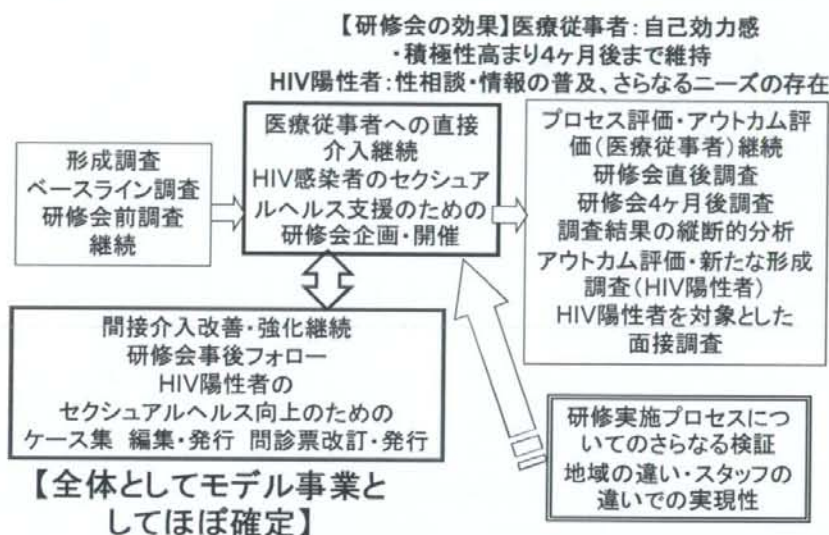 【研修会の効果】医療従事者:自己効力感
・積極性高まり4ヶ月後まで維持
HIV陽性者:性相談・情報の普及、さらなるニーズの存在
形成調査
ベースライン調査
研修会前調査
継続
医療従事者への直接
介入継続
HIV感染者のセクシュア
ルヘルス支援のための
研修会企画・開催
プロセス評価・アウトカム評
価(医療従事者)継続
研修会直後調査
研修会4ヶ月後調査
調査結果の縦断的分析
アウトカム評価・新たな形成
調査(HIV陽性者)
HIV陽性者を対象とした
面接調査
間接介入改善・強化継続
研修会事後フォロー
HIV陽性者の
セクシュアルヘルス向上のための
ケース集 編集・発行 問診票改訂・発行
研修実施プロセスにつ
いてのさらなる検証
地域の違い・スタッフの
違いでの実現性
【全体としてモデル事業と
してほぼ確定】